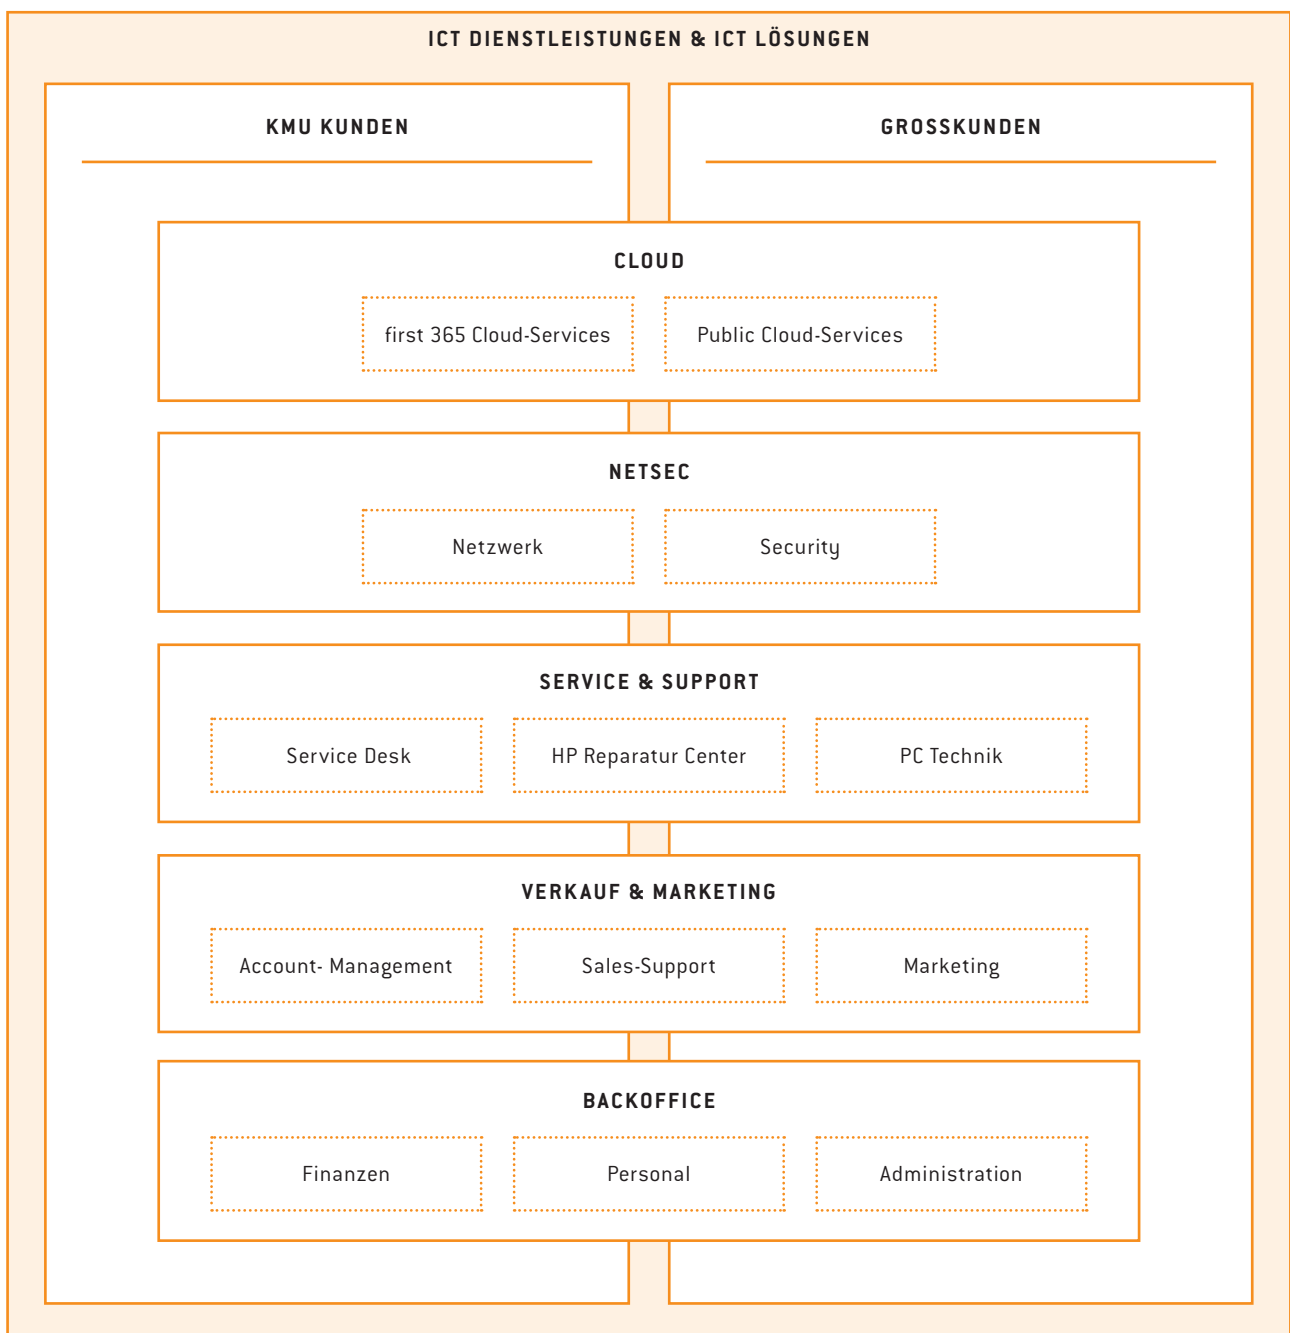 ICT DIENSTLEISTUNGEN & ICT LÖSUNGEN
KMU KUNDEN
GROSSKUNDEN
CLOUD
first 365 Cloud-Services
Public Cloud-Services
NETSEC
Netzwerk
Security
SERVICE & SUPPORT
Service Desk
HP Reparatur Center
PC Technik
VERKAUF & MARKETING
Account- Management
Sales-Support
Marketing
BACKOFFICE
Finanzen
Personal
Administration